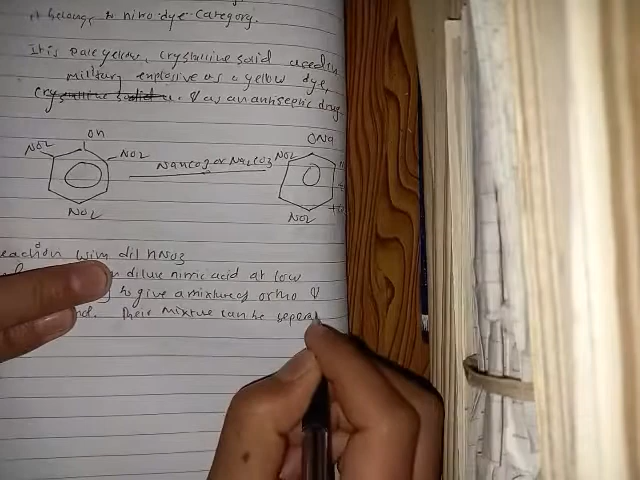 it belongs to nitro-dye-category.
It is pale yellow, crystalline solid used in
military explosive as a yellow dye,
as an antiseptic drug
OH
NO2
NO2
NaHCO3 or Na2CO3
NO2
ONa
NO2
NO2
eaction with dil HNO3
dilute nitric acid at low
to give a mixture of ortho
Their mixture can be seperat